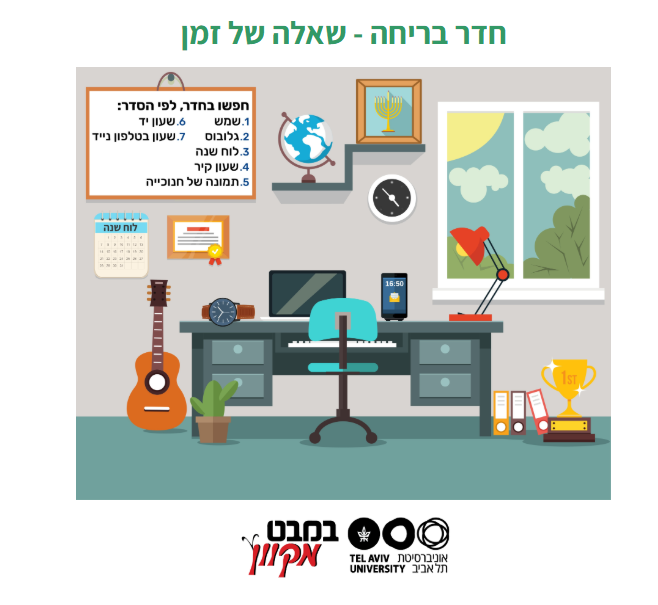 חדר בריחה - שאלה של זמן
חפשו בחדר, לפי הסדר:
1. שמש
2. גלובוס
3. לוח שנה
4. שעון קיר
5. תמונה של חנוכייה
6. שעון יד
7. שעון בטלפון נייד
לוח שנה
16:50
1ST
במבט
מקוון
TEL AVIV אוניברסיטת
UNIVERSITY תל אביב